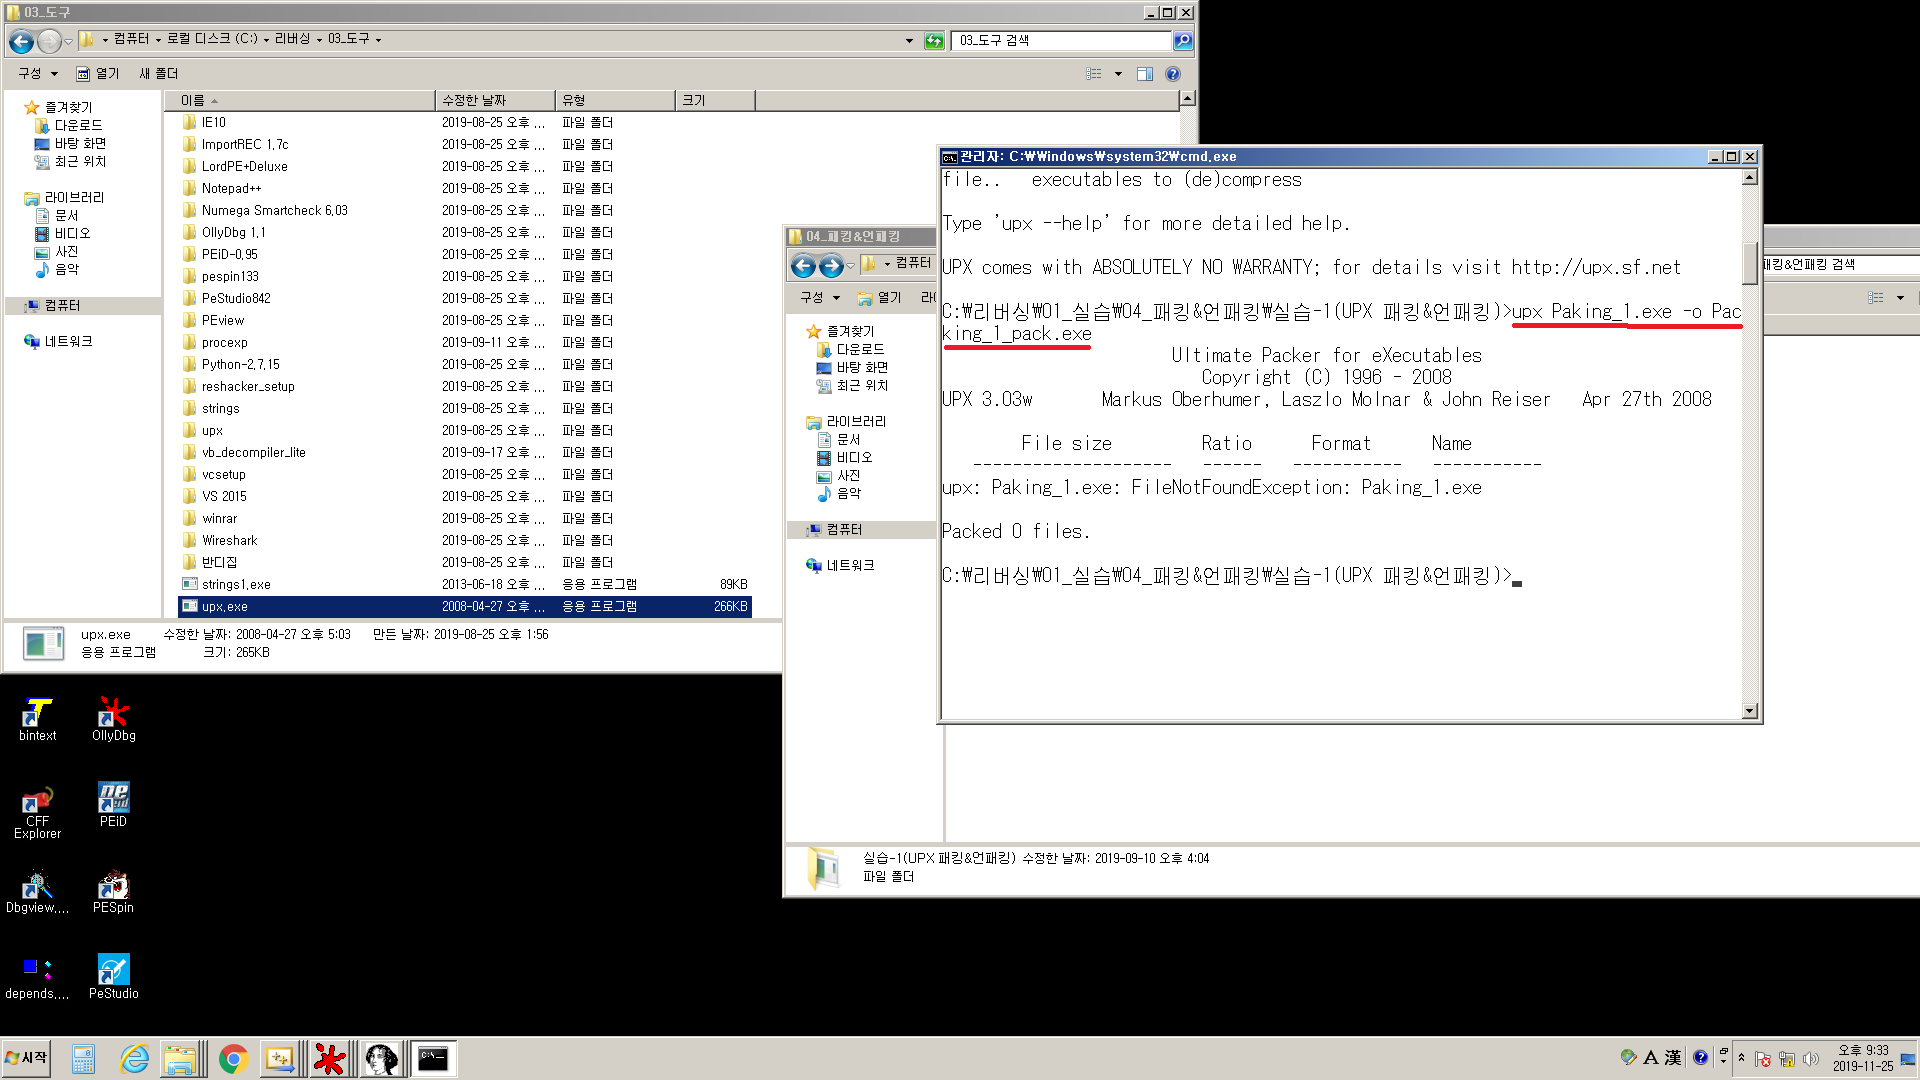 03_도구
컴퓨터 로컬 디스크 (C:) 리버싱 03_도구
03_도구 검색
구성 열기 새 폴더
즐겨찾기
다운로드
바탕 화면
최근 위치
라이브러리
문서
비디오
사진
음악
컴퓨터
네트워크
이름 수정한 날짜 유형 크기
IE10 2019-08-25 오후 ... 파일 폴더
ImportREC 1.7c 2019-08-25 오후 ... 파일 폴더
LordPE+Deluxe 2019-08-25 오후 ... 파일 폴더
Notepad++ 2019-08-25 오후 ... 파일 폴더
Numega Smartcheck 6.03 2019-08-25 오후 ... 파일 폴더
OllyDbg 1.1 2019-08-25 오후 ... 파일 폴더
PEiD-0.95 2019-08-25 오후 ... 파일 폴더
pespin133 2019-08-25 오후 ... 파일 폴더
PeStudio842 2019-08-25 오후 ... 파일 폴더
PEview 2019-08-25 오후 ... 파일 폴더
procexp 2019-09-11 오후 ... 파일 폴더
Python-2.7.15 2019-08-25 오후 ... 파일 폴더
reshacker_setup 2019-08-25 오후 ... 파일 폴더
strings 2019-08-25 오후 ... 파일 폴더
upx 2019-08-25 오후 ... 파일 폴더
vb_decompiler_lite 2019-09-17 오후 ... 파일 폴더
vcsetup 2019-08-25 오후 ... 파일 폴더
VS 2015 2019-08-25 오후 ... 파일 폴더
winrar 2019-08-25 오후 ... 파일 폴더
Wireshark 2019-08-25 오후 ... 파일 폴더
반디집 2019-08-25 오후 ... 파일 폴더
strings1.exe 2013-06-18 오후 ... 응용 프로그램 89KB
upx.exe 2008-04-27 오후 ... 응용 프로그램 266KB
upx.exe 수정한 날짜: 2008-04-27 오후 5:03 만든 날짜: 2019-08-25 오후 1:56
응용 프로그램 크기: 265KB
04_패킹&언패킹
컴퓨터
패킹&언패킹 검색
구성 열기 라이
즐겨찾기
다운로드
바탕 화면
최근 위치
라이브러리
문서
비디오
사진
음악
컴퓨터
네트워크
실습-1(UPX 패킹&언패킹) 수정한 날짜: 2019-09-10 오후 4:04
파일 폴더
관리자: C:\Windows\system32\cmd.exe
file.. executables to (de)compress
Type 'upx --help' for more detailed help.
UPX comes with ABSOLUTELY NO WARRANTY; for details visit http://upx.sf.net
C:\리버싱\01_실습\04_패킹&언패킹\실습-1(UPX 패킹&언패킹)>upx Paking_1.exe -o Pac
king_1_pack.exe
Ultimate Packer for eXecutables
Copyright (C) 1996 - 2008
UPX 3.03w Markus Oberhumer, Laszlo Molnar & John Reiser Apr 27th 2008
File size Ratio Format Name
-------------------- ------ ----------- -----------
upx: Paking_1.exe: FileNotFoundException: Paking_1.exe
Packed 0 files.
C:\리버싱\01_실습\04_패킹&언패킹\실습-1(UPX 패킹&언패킹)>_
bintext
OllyDbg
CFF
Explorer
PEiD
Dbgview....
PESpin
depends....
PeStudio
시작
A 漢
오후 9:33
2019-11-25